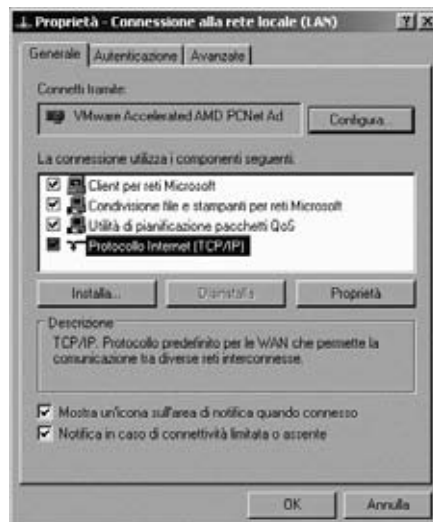 Proprietà - Connessione alla rete locale (LAN)
Generale Autenticazione Avanzate
Connetti tramite:
VMware Accelerated AMD PCNet Ad Configura...
La connessione utilizza i componenti seguenti:
Client per reti Microsoft
Condivisione file e stampanti per reti Microsoft
Utilità di pianificazione pacchetti QoS
Protocollo Internet (TCP/IP)
Installa... Disinstalla Proprietà
Descrizione
TCP/IP. Protocollo predefinito per le WAN che permette la
comunicazione tra diverse reti interconnesse.
Mostra un'icona sull'area di notifica quando connesso
Notifica in caso di connettività limitata o assente
OK Annulla